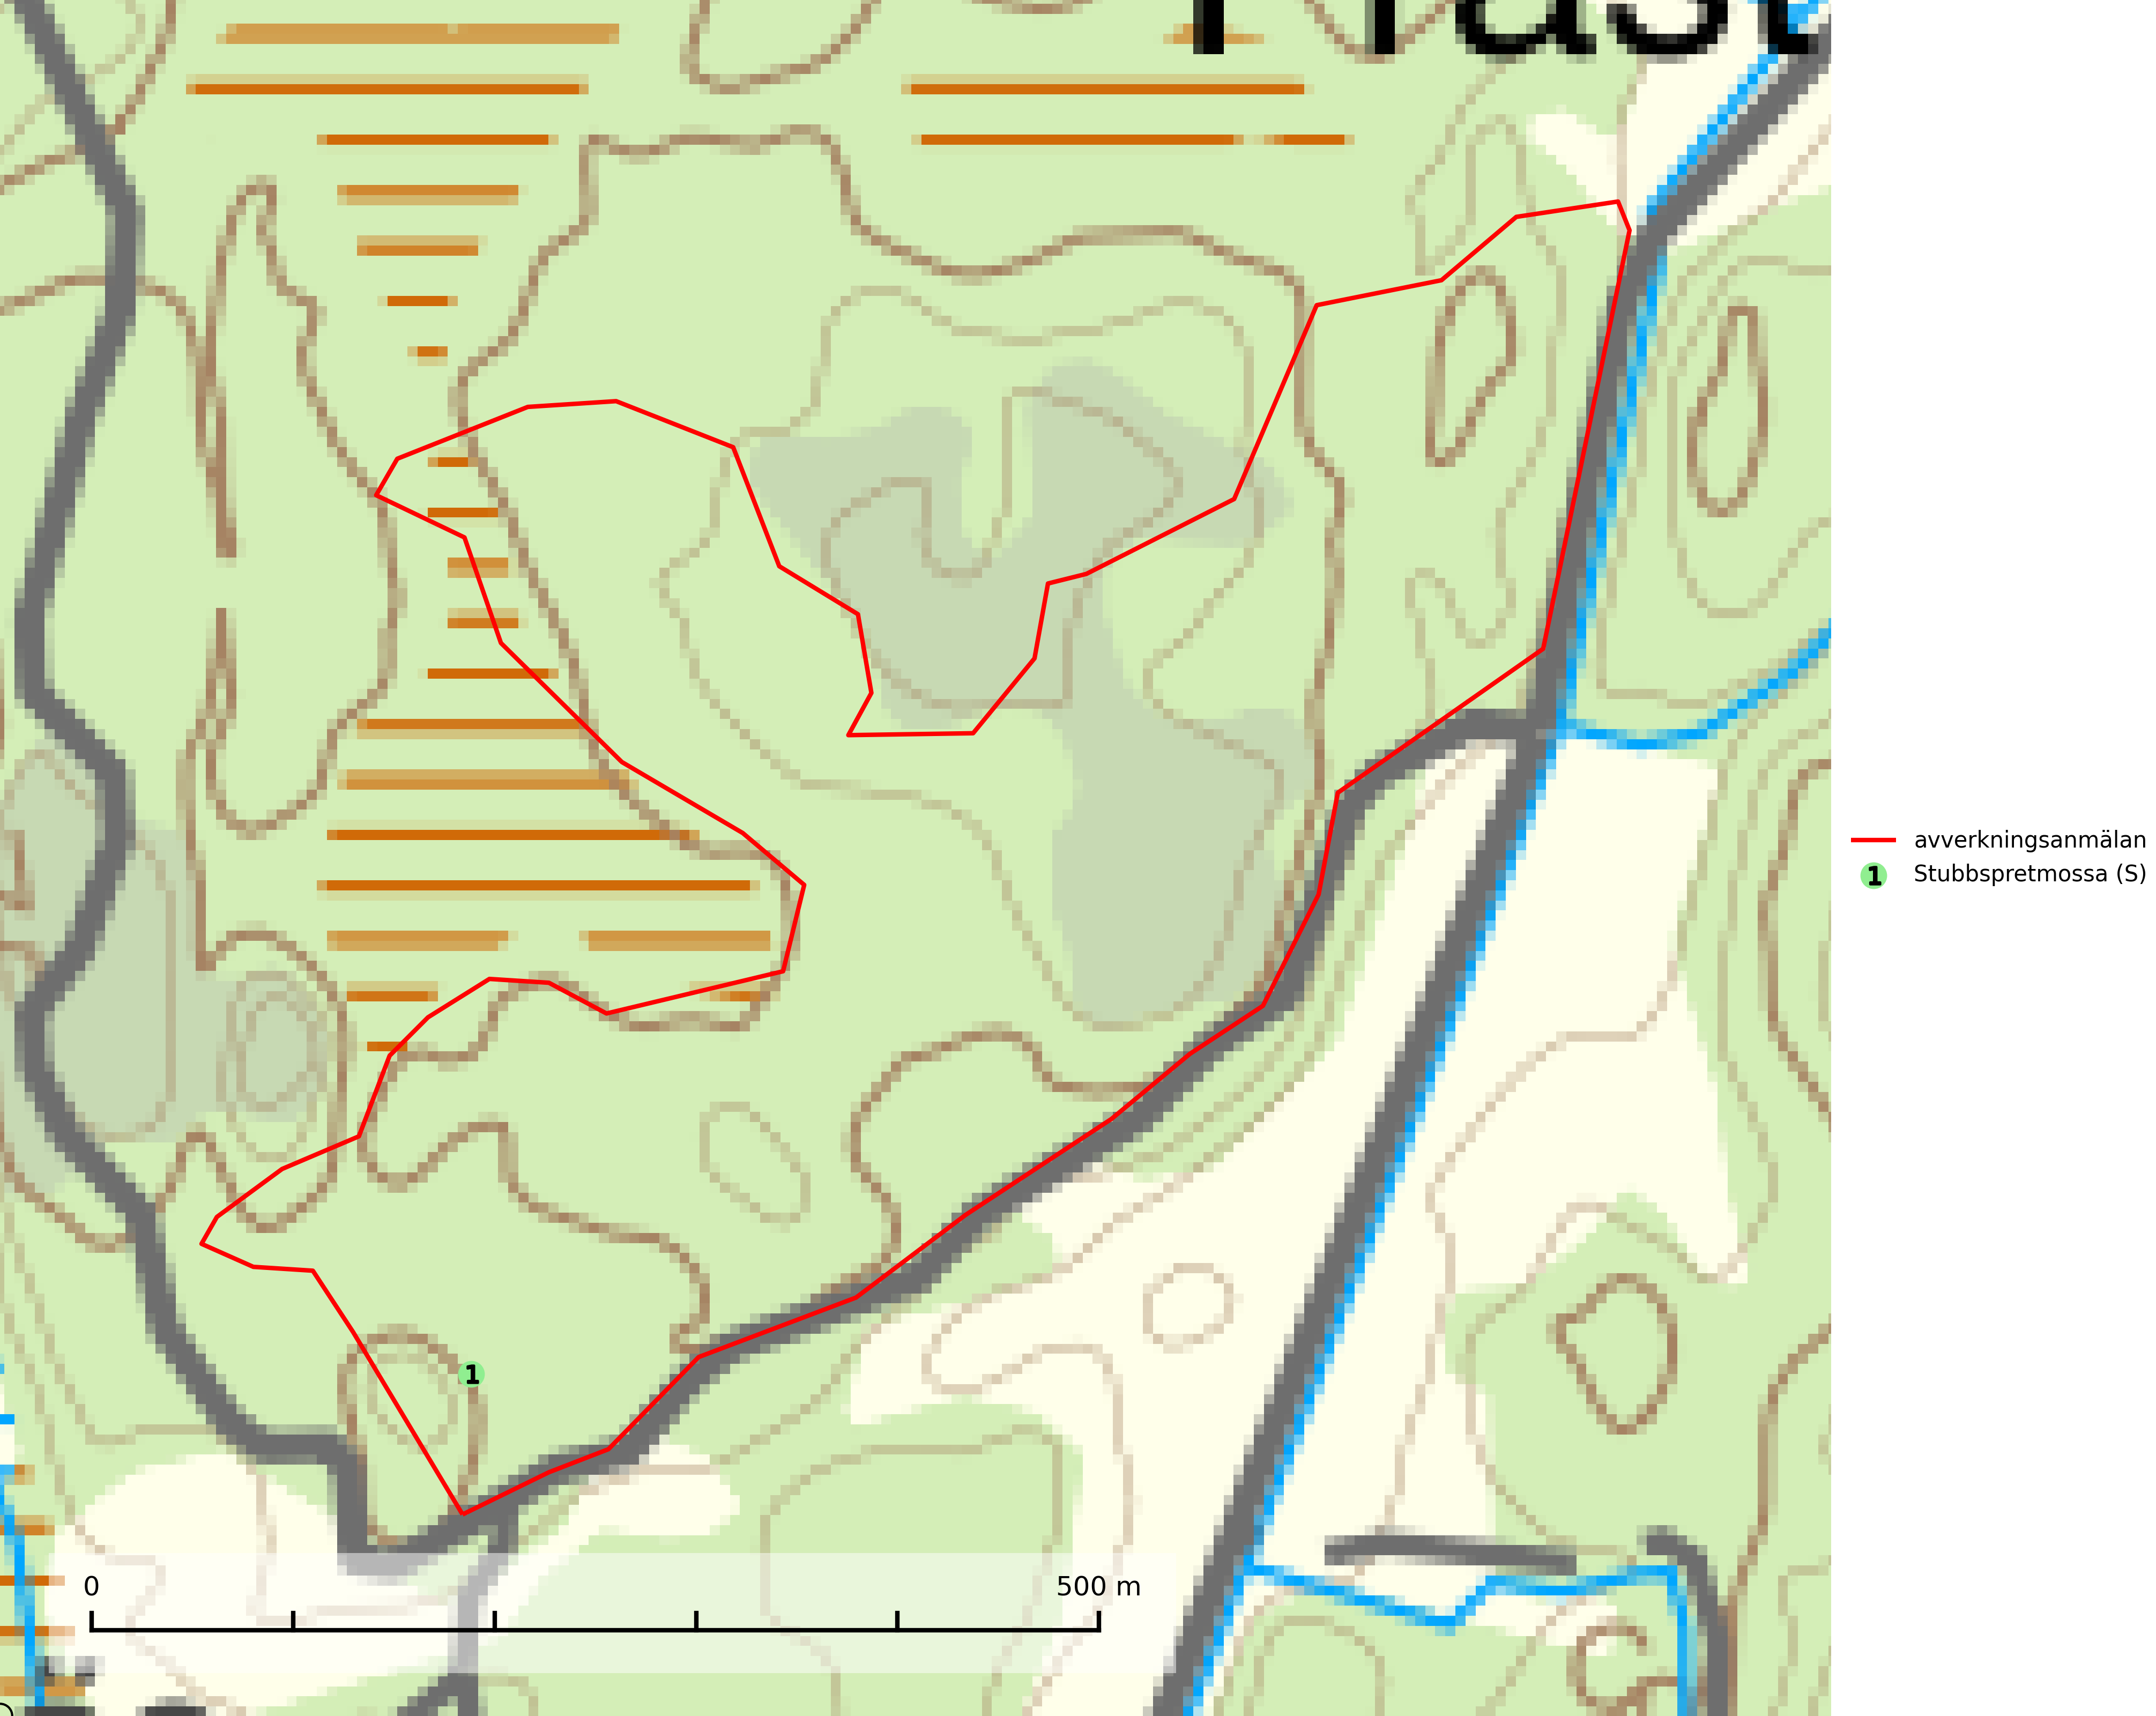 avverkningsanmälan
1 Stubbspretmossa (S)
1
0 500 m